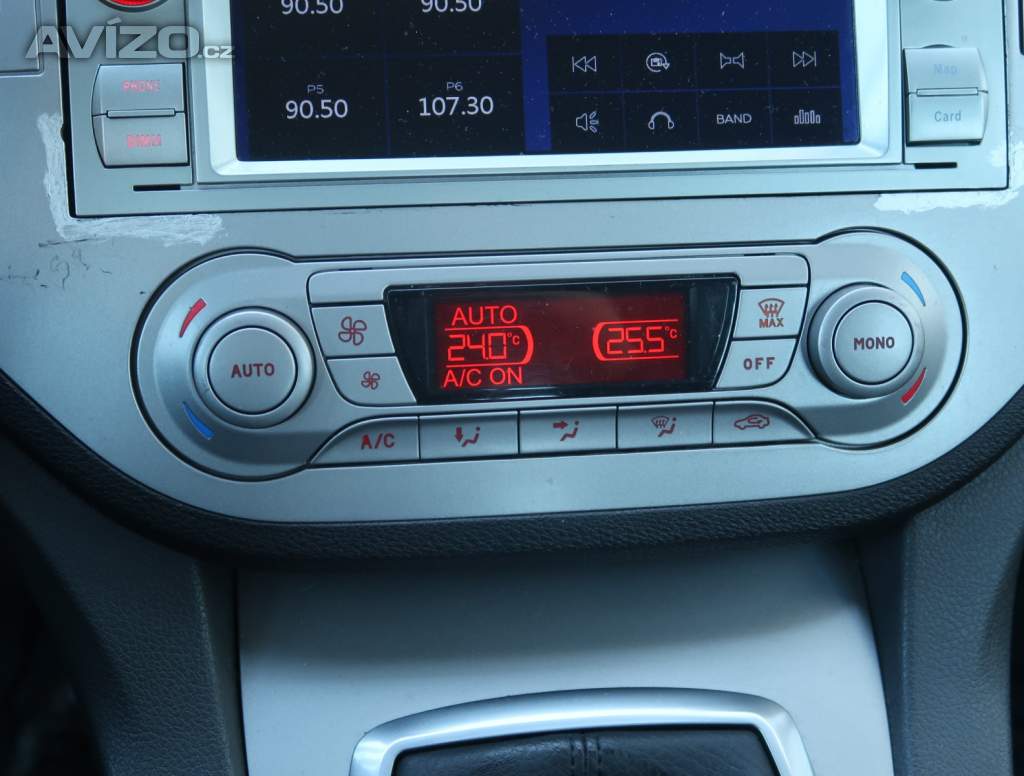 AVÍZO.cz
90.50 90.50
P5 P6
90.50 107.30
BAND
PHONE
Map
Card
AUTO
24.0°C 25.5°C
A/C ON
AUTO
MAX
OFF
MONO
A/C